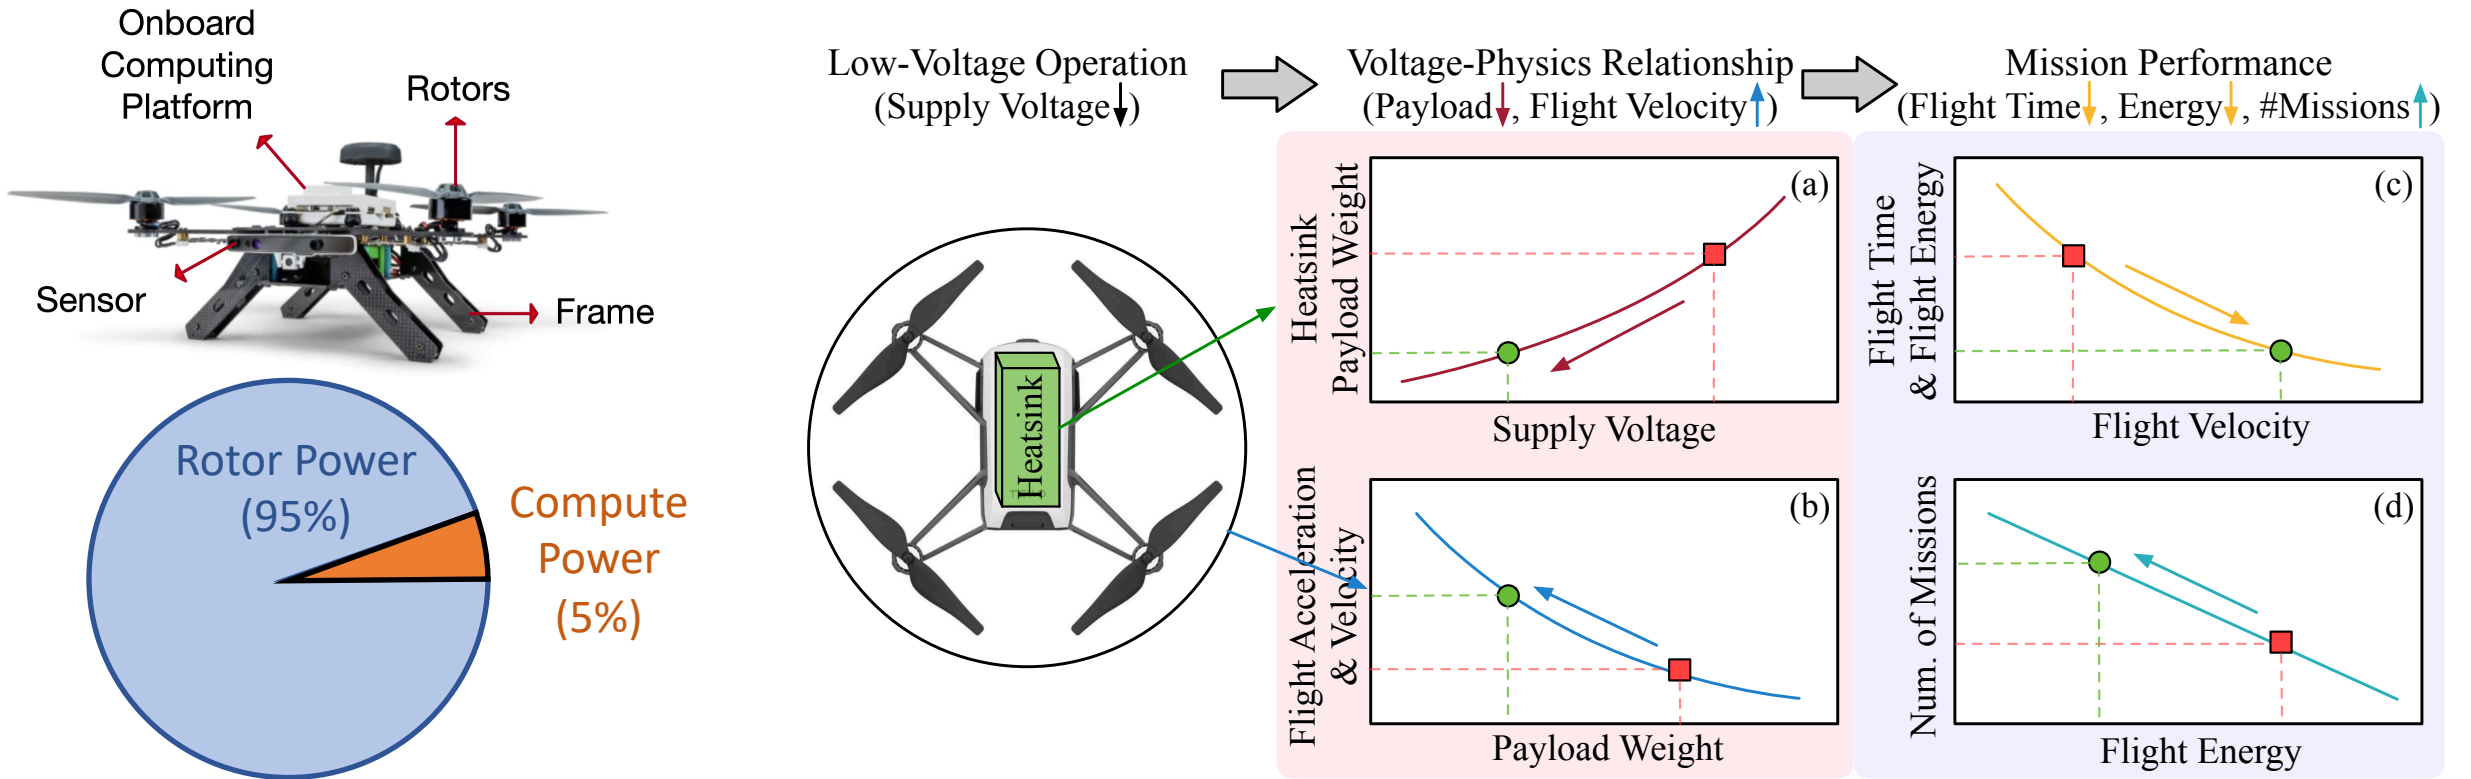 Onboard
Computing
Platform
Rotors
Sensor
Frame
Rotor Power
(95%)
Compute
Power
(5%)
Low-Voltage Operation
(Supply Voltage↓)
Voltage-Physics Relationship
(Payload↓, Flight Velocity↑)
Mission Performance
(Flight Time↓, Energy↓, #Missions↑)
Heatsink
Heatsink
Payload Weight
(a)
Supply Voltage
Flight Acceleration
& Velocity
(b)
Payload Weight
Flight Time
& Flight Energy
(c)
Flight Velocity
Num. of Missions
(d)
Flight Energy